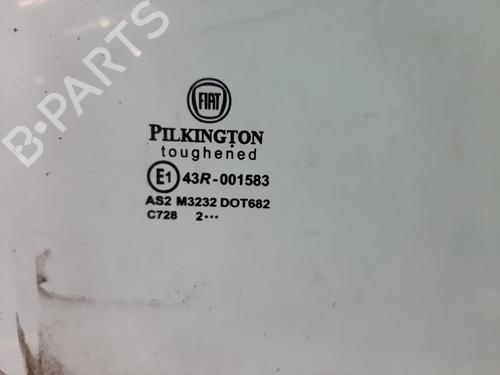 B-PARTS
FIAT
PILKINGTON
toughened
E1 43R-001583
AS2 M3232 DOT682
C728 2•••